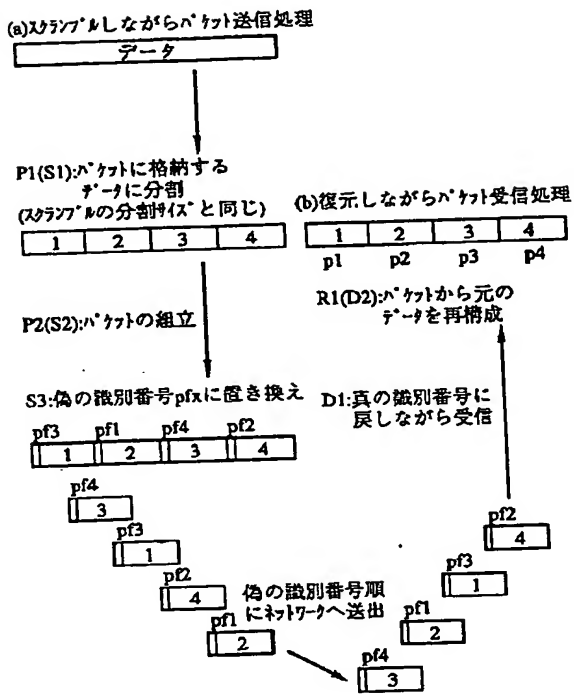 (a)スクランブルしながらパケット送信処理
データ
P1(S1):パケットに格納する
データに分割
(スクランブルの分割サイズと同じ)
1 2 3 4
P2(S2):パケットの組立
S3:偽の識別番号pfxに置き換え
pf3 pf1 pf4 pf2
1 2 3 4
pf4
3
pf3
1
pf2
4
pf1
2
偽の識別番号順
にネットワークへ送出
(b)復元しながらパケット受信処理
1 2 3 4
p1 p2 p3 p4
R1(D2):パケットから元の
データを再構成
D1:真の識別番号に
戻しながら受信
pf2
4
pf3
1
pf1
2
pf4
3